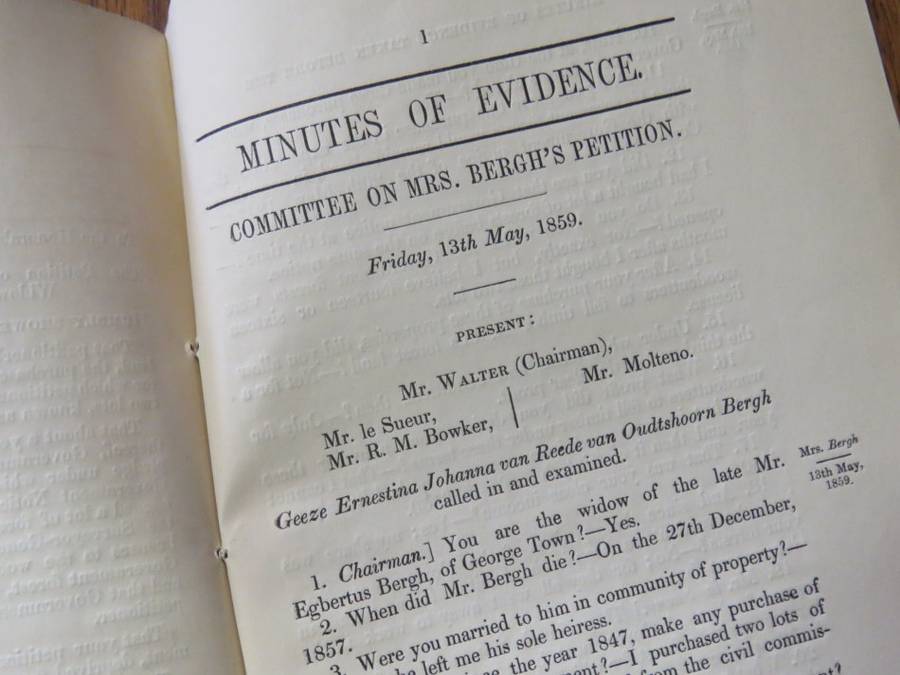 1
MINUTES OF EVIDENCE.
COMMITTEE ON MRS. BERGH'S PETITION.
Friday, 13th May, 1859.
PRESENT:
Mr. WALTER (Chairman),
Mr. le Sueur,
Mr. R. M. Bowker,
Mr. Molteno.
Geeze Ernestina Johanna van Reede van Oudtshoorn Bergh
called in and examined.
Mrs. Bergh
13th May,
1859.
1. Chairman.] You are the widow of the late Mr.
Egbertus Bergh, of George Town?—Yes.
2. When did Mr. Bergh die?—On the 27th December,
1857.
3. Were you married to him in community of property?—
he left me his sole heiress.
the year 1847, make any purchase of
ment?—I purchased two lots of
from the civil commis-